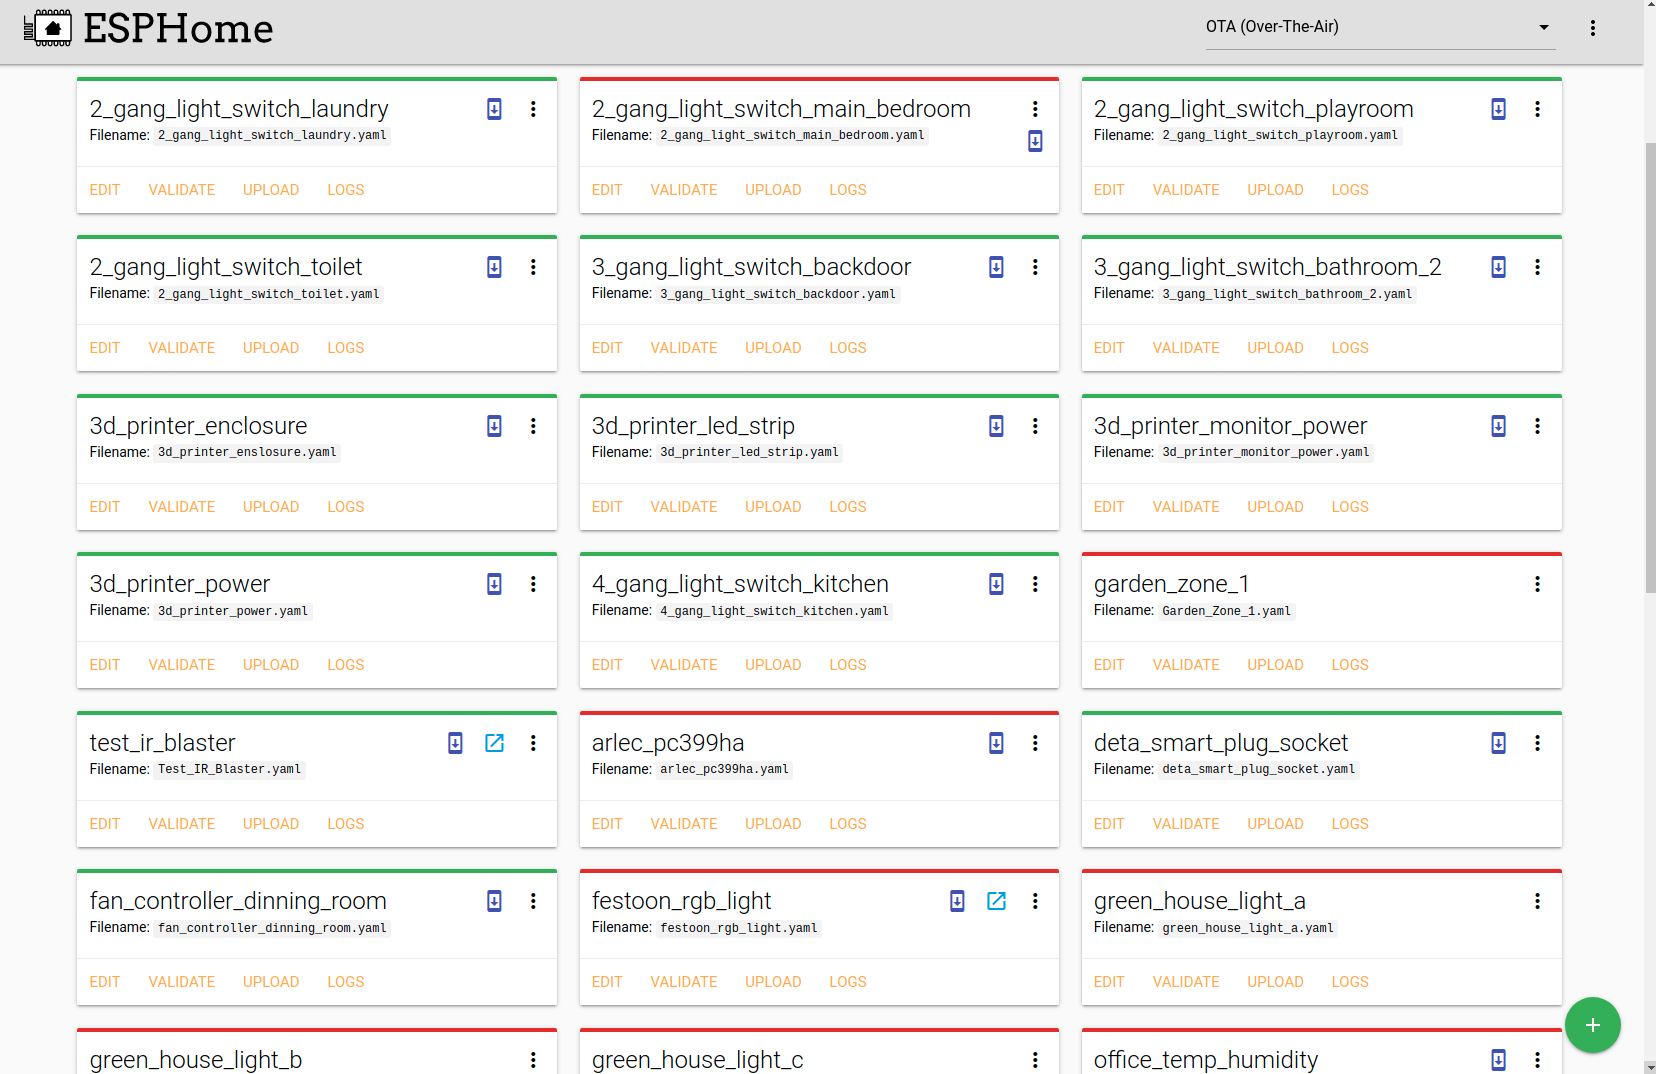 ESPHome
OTA (Over-The-Air)
2_gang_light_switch_laundry
Filename: 2_gang_light_switch_laundry.yaml
EDIT VALIDATE UPLOAD LOGS
2_gang_light_switch_main_bedroom
Filename: 2_gang_light_switch_main_bedroom.yaml
EDIT VALIDATE UPLOAD LOGS
2_gang_light_switch_playroom
Filename: 2_gang_light_switch_playroom.yaml
EDIT VALIDATE UPLOAD LOGS
2_gang_light_switch_toilet
Filename: 2_gang_light_switch_toilet.yaml
EDIT VALIDATE UPLOAD LOGS
3_gang_light_switch_backdoor
Filename: 3_gang_light_switch_backdoor.yaml
EDIT VALIDATE UPLOAD LOGS
3_gang_light_switch_bathroom_2
Filename: 3_gang_light_switch_bathroom_2.yaml
EDIT VALIDATE UPLOAD LOGS
3d_printer_enclosure
Filename: 3d_printer_enslosure.yaml
EDIT VALIDATE UPLOAD LOGS
3d_printer_led_strip
Filename: 3d_printer_led_strip.yaml
EDIT VALIDATE UPLOAD LOGS
3d_printer_monitor_power
Filename: 3d_printer_monitor_power.yaml
EDIT VALIDATE UPLOAD LOGS
3d_printer_power
Filename: 3d_printer_power.yaml
EDIT VALIDATE UPLOAD LOGS
4_gang_light_switch_kitchen
Filename: 4_gang_light_switch_kitchen.yaml
EDIT VALIDATE UPLOAD LOGS
garden_zone_1
Filename: Garden_Zone_1.yaml
EDIT VALIDATE UPLOAD LOGS
test_ir_blaster
Filename: Test_IR_Blaster.yaml
EDIT VALIDATE UPLOAD LOGS
arlec_pc399ha
Filename: arlec_pc399ha.yaml
EDIT VALIDATE UPLOAD LOGS
deta_smart_plug_socket
Filename: deta_smart_plug_socket.yaml
EDIT VALIDATE UPLOAD LOGS
fan_controller_dinning_room
Filename: fan_controller_dinning_room.yaml
EDIT VALIDATE UPLOAD LOGS
festoon_rgb_light
Filename: festoon_rgb_light.yaml
EDIT VALIDATE UPLOAD LOGS
green_house_light_a
Filename: green_house_light_a.yaml
EDIT VALIDATE UPLOAD LOGS
green_house_light_b
green_house_light_c
office_temp_humidity